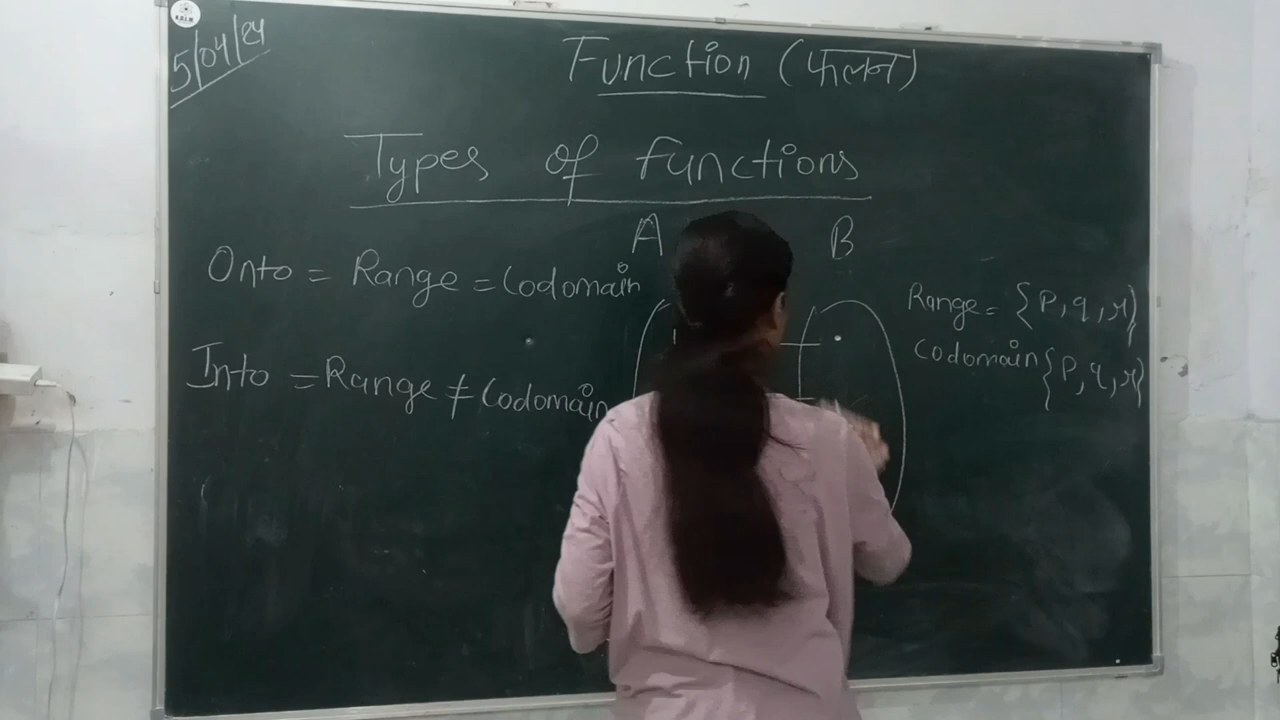 5/04/24
Function (फलन)
Types of functions
A B
Onto = Range = Codomain
Into = Range ≠ Codomain
Range = {p, q, r}
Codomain {p, q, r}